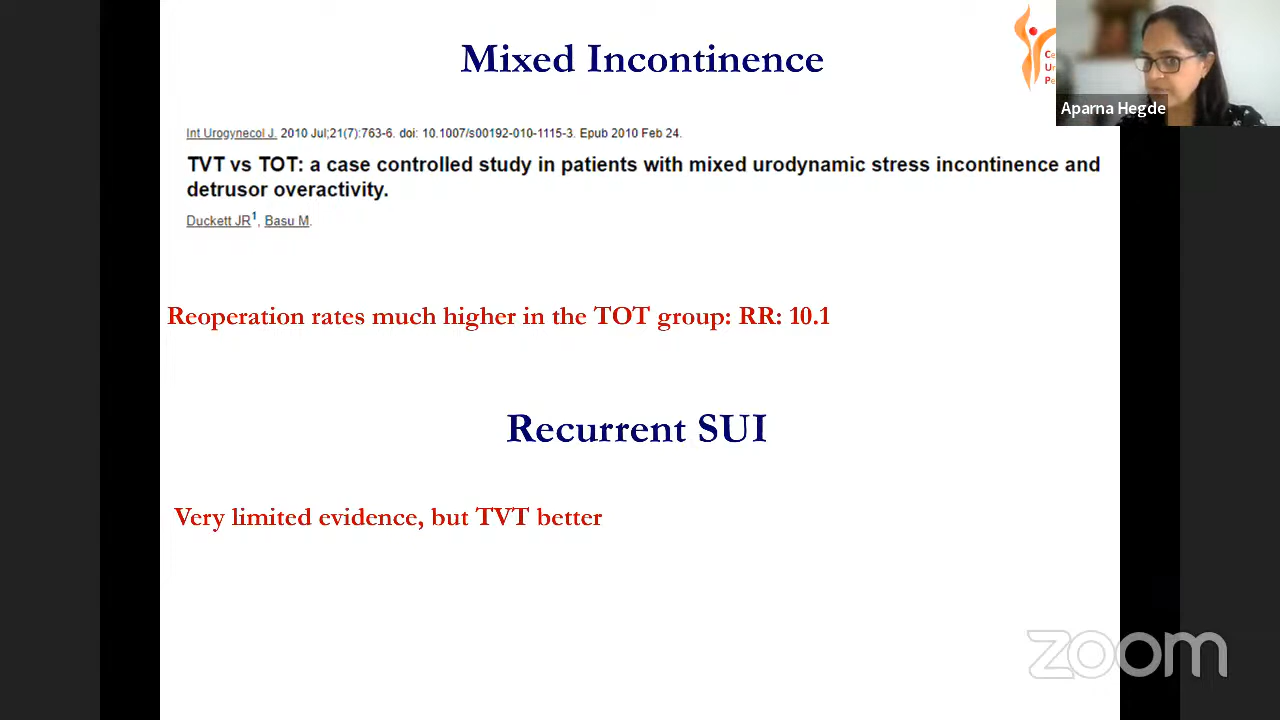 Mixed Incontinence
Ce
Ur
Pe
Aparna Hegde
Int Urogynecol J. 2010 Jul;21(7):763-6. doi: 10.1007/s00192-010-1115-3. Epub 2010 Feb 24.
TVT vs TOT: a case controlled study in patients with mixed urodynamic stress incontinence and
detrusor overactivity.
Duckett JR1, Basu M.
Reoperation rates much higher in the TOT group: RR: 10.1
Recurrent SUI
Very limited evidence, but TVT better
zoom